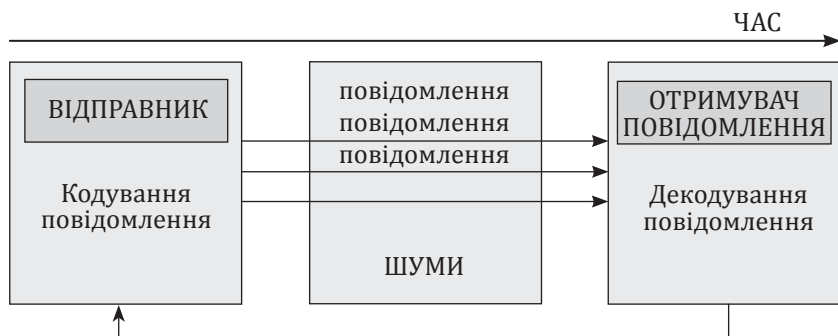 ЧАС
ВІДПРАВНИК
Кодування
повідомлення
повідомлення
повідомлення
повідомлення
ШУМИ
ОТРИМУВАЧ
ПОВІДОМЛЕННЯ
Декодування
повідомлення